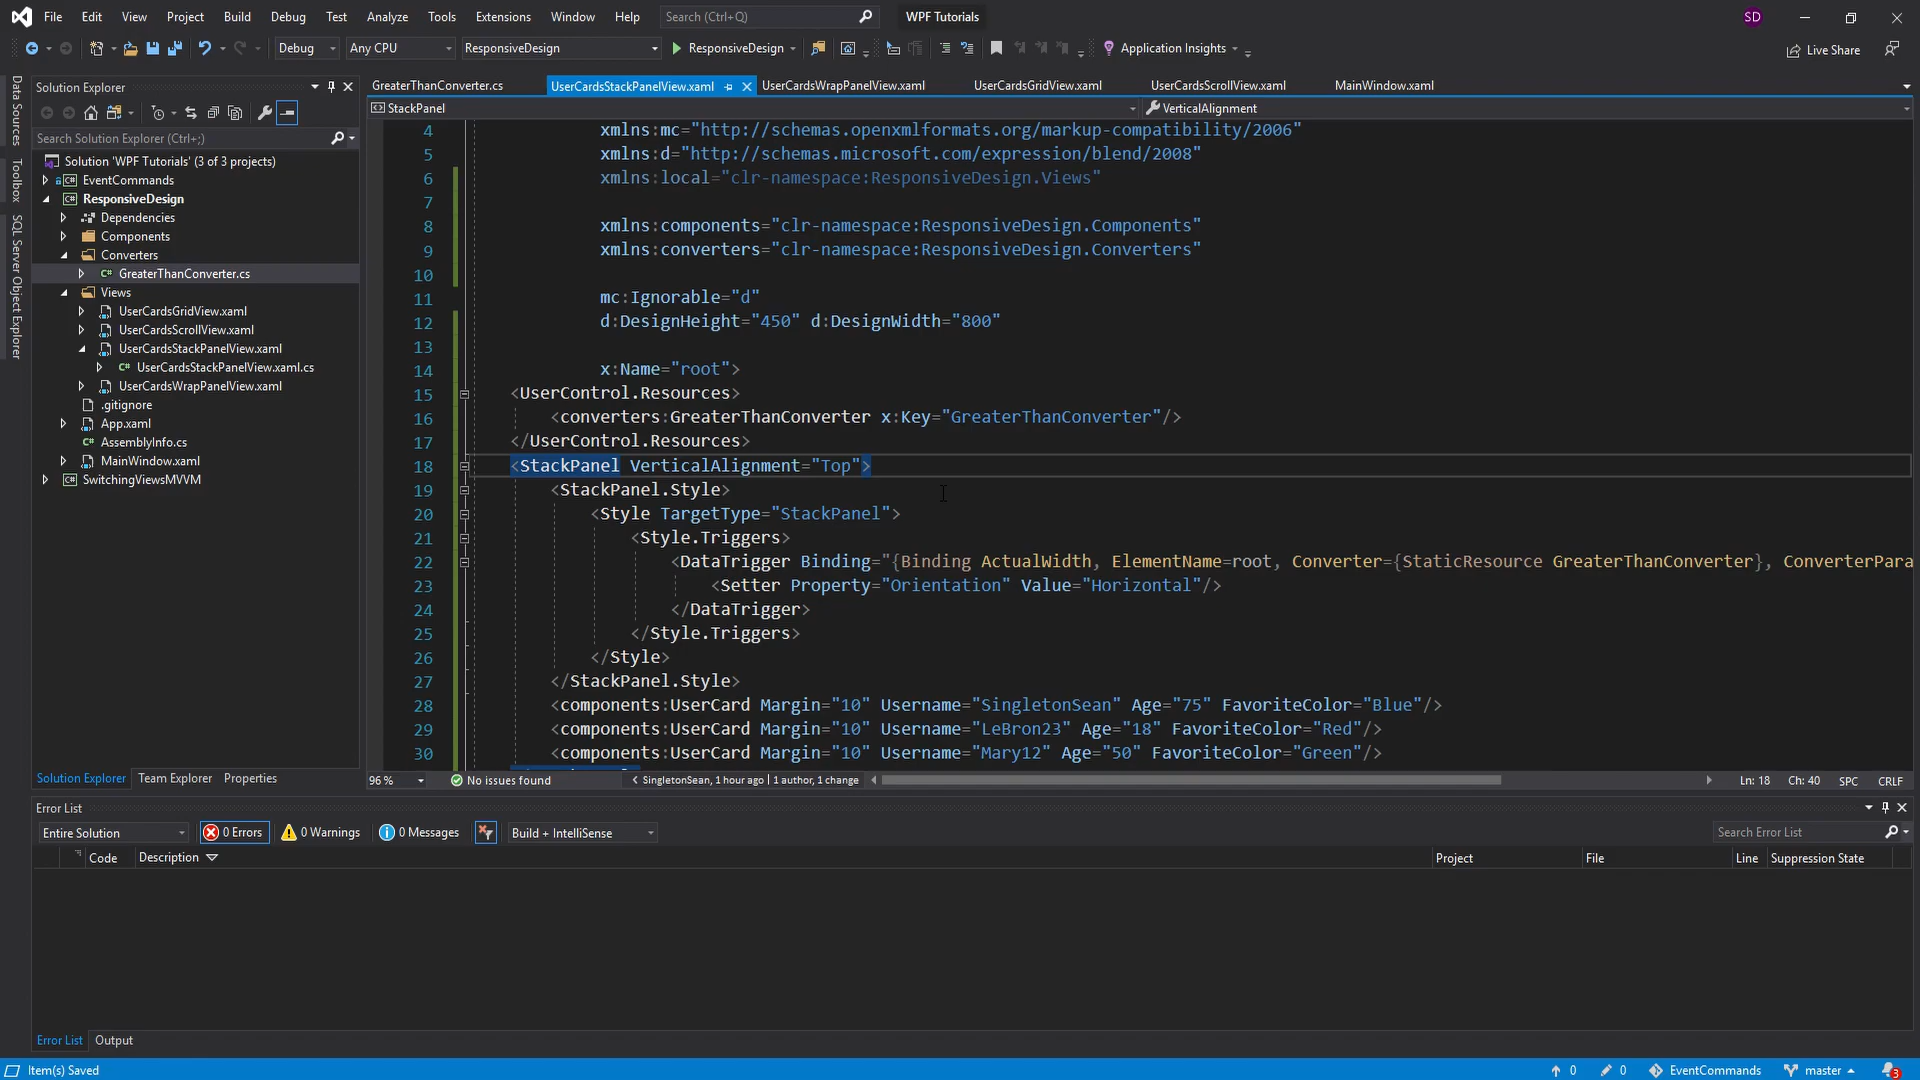 File Edit View Project Build Debug Test Analyze Tools Extensions Window Help Search (Ctrl+Q) WPF Tutorials SD
Debug Any CPU ResponsiveDesign ResponsiveDesign Application Insights Live Share
Data Sources
Toolbox
SQL Server Object Explorer
Solution Explorer
Search Solution Explorer (Ctrl+;)
Solution 'WPF Tutorials' (3 of 3 projects)
EventCommands
ResponsiveDesign
Dependencies
Components
Converters
GreaterThanConverter.cs
Views
UserCardsGridView.xaml
UserCardsScrollView.xaml
UserCardsStackPanelView.xaml
UserCardsStackPanelView.xaml.cs
UserCardsWrapPanelView.xaml
.gitignore
App.xaml
AssemblyInfo.cs
MainWindow.xaml
SwitchingViewsMVVM
Solution Explorer Team Explorer Properties
GreaterThanConverter.cs UserCardsStackPanelView.xaml UserCardsWrapPanelView.xaml UserCardsGridView.xaml UserCardsScrollView.xaml MainWindow.xaml
StackPanel VerticalAlignment
4 xmlns:mc="http://schemas.openxmlformats.org/markup-compatibility/2006"
5 xmlns:d="http://schemas.microsoft.com/expression/blend/2008"
6 xmlns:local="clr-namespace:ResponsiveDesign.Views"
7
8 xmlns:components="clr-namespace:ResponsiveDesign.Components"
9 xmlns:converters="clr-namespace:ResponsiveDesign.Converters"
10
11 mc:Ignorable="d"
12 d:DesignHeight="450" d:DesignWidth="800"
13
14 x:Name="root">
15 <UserControl.Resources>
16 <converters:GreaterThanConverter x:Key="GreaterThanConverter"/>
17 </UserControl.Resources>
18 <StackPanel VerticalAlignment="Top">
19 <StackPanel.Style>
20 <Style TargetType="StackPanel">
21 <Style.Triggers>
22 <DataTrigger Binding="{Binding ActualWidth, ElementName=root, Converter={StaticResource GreaterThanConverter}, ConverterPara
23 <Setter Property="Orientation" Value="Horizontal"/>
24 </DataTrigger>
25 </Style.Triggers>
26 </Style>
27 </StackPanel.Style>
28 <components:UserCard Margin="10" Username="SingletonSean" Age="75" FavoriteColor="Blue"/>
29 <components:UserCard Margin="10" Username="LeBron23" Age="18" FavoriteColor="Red"/>
30 <components:UserCard Margin="10" Username="Mary12" Age="50" FavoriteColor="Green"/>
96 % No issues found SingletonSean, 1 hour ago | 1 author, 1 change Ln: 18 Ch: 40 SPC CRLF
Error List
Entire Solution 0 Errors 0 Warnings 0 Messages Build + IntelliSense Search Error List
Code Description Project File Line Suppression State
Error List Output
Item(s) Saved 0 0 EventCommands master 3